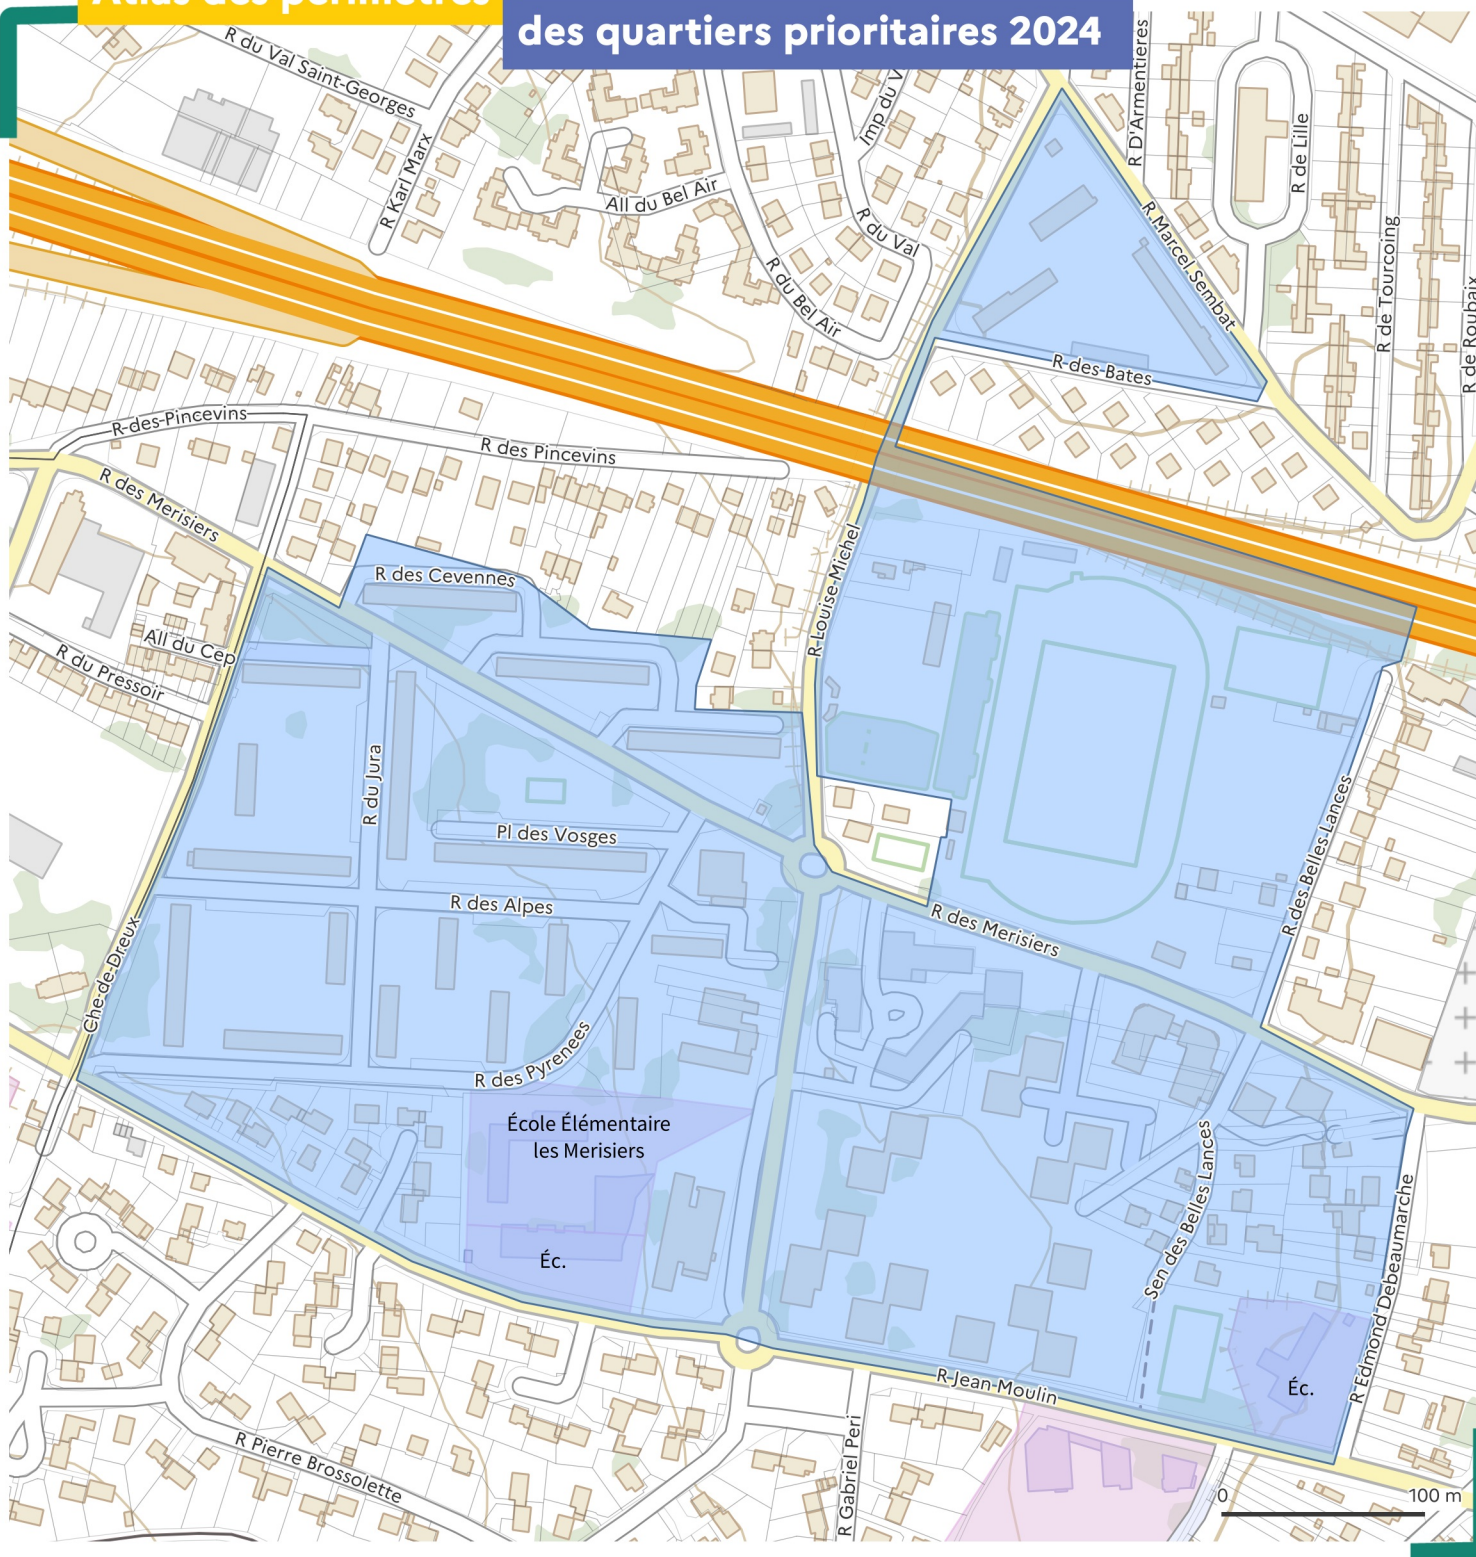 Atlas des périmètres
des quartiers prioritaires 2024
R du Val Saint-Georges
R Karl Marx
All du Bel Air
R du Bel Air
R du Val
Imp du V
R D'Armentieres
R de Lille
R Marcel Sembat
R de Tourcoing
R de Roubaix
R des Bates
R-des-Pincevins
R des Pincevins
R des Merisiers
R des Cevennes
R Louise-Michel
All du Cep
R du Pressoir
R du Jura
Pl des Vosges
R des Alpes
R des Merisiers
R des Belles Lances
Che-de-Dreux
R des Pyrenees
École Élémentaire
les Merisiers
Éc.
Sen des Belles Lances
R Edmond Debeaumarche
Éc.
R Jean Moulin
R Pierre Brossolette
R Gabriel Peri
0 100 m